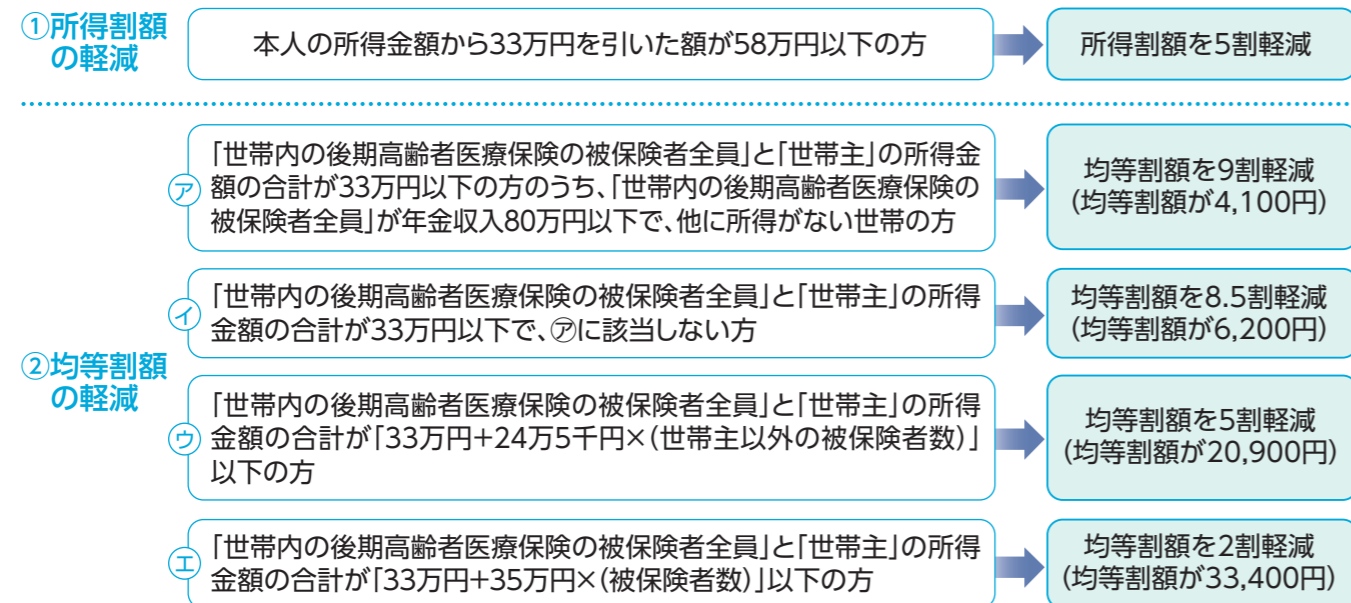 ①所得割額
の軽減
本人の所得金額から33万円を引いた額が58万円以下の方
所得割額を5割軽減
②均等割額
の軽減
㋐
「世帯内の後期高齢者医療保険の被保険者全員」と「世帯主」の所得金
額の合計が33万円以下の方のうち、「世帯内の後期高齢者医療保険の
被保険者全員」が年金収入80万円以下で、他に所得がない世帯の方
均等割額を9割軽減
(均等割額が4,100円)
㋑
「世帯内の後期高齢者医療保険の被保険者全員」と「世帯主」の所得
金額の合計が33万円以下で、㋐に該当しない方
均等割額を8.5割軽減
(均等割額が6,200円)
㋒
「世帯内の後期高齢者医療保険の被保険者全員」と「世帯主」の所得
金額の合計が「33万円+24万5千円×(世帯主以外の被保険者数)」
以下の方
均等割額を5割軽減
(均等割額が20,900円)
㋓
「世帯内の後期高齢者医療保険の被保険者全員」と「世帯主」の所得
金額の合計が「33万円+35万円×(被保険者数)」以下の方
均等割額を2割軽減
(均等割額が33,400円)